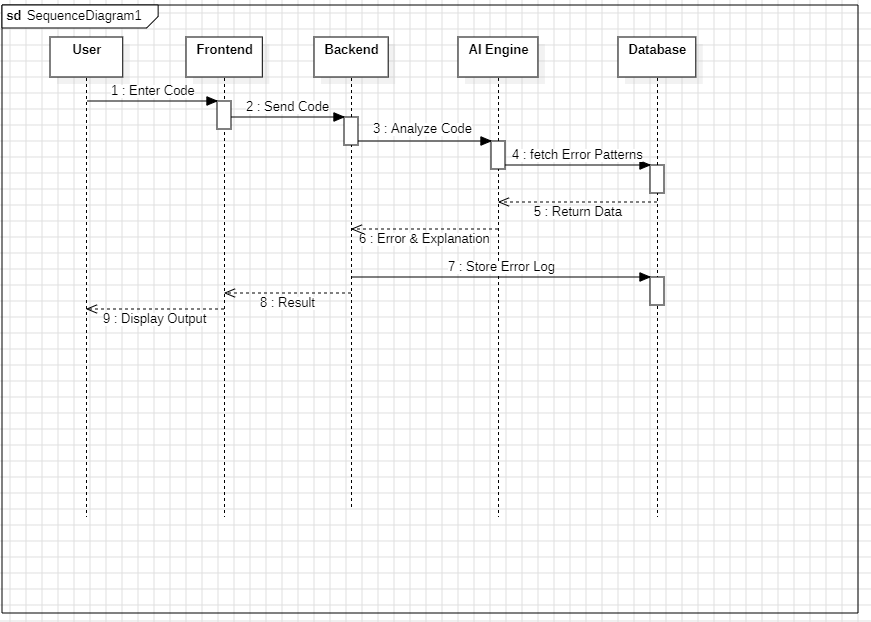 sd SequenceDiagram1
User Frontend Backend AI Engine Database
1 : Enter Code
2 : Send Code
3 : Analyze Code
4 : fetch Error Patterns
5 : Return Data
6 : Error & Explanation
7 : Store Error Log
8 : Result
9 : Display Output